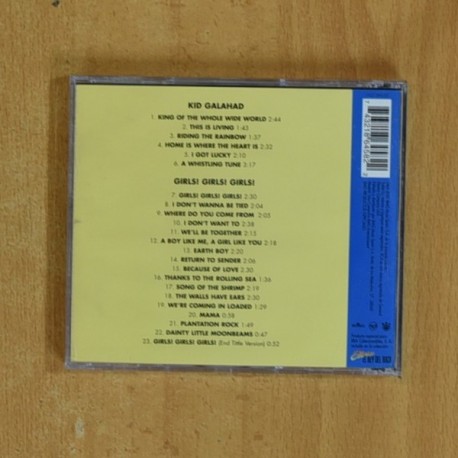 KID GALAHAD
1. KING OF THE WHOLE WIDE WORLD 2:44
2. THIS IS LIVING 1:43
3. RIDING THE RAINBOW 1:37
4. HOME IS WHERE THE HEART IS 2:52
5. I GOT LUCKY 2:10
6. A WHISTLING TUNE 3:17
GIRLS! GIRLS! GIRLS!
7. GIRLS! GIRLS! GIRLS! 2:30
8. I DON'T WANNA BE TIED 2:04
9. WHERE DO YOU COME FROM 2:05
10. I DON'T WANT TO 2:38
11. WE'LL BE TOGETHER 2:15
12. A BOY LIKE ME, A GIRL LIKE YOU 2:18
13. EARTH BOY 2:20
14. RETURN TO SENDER 2:06
15. BECAUSE OF LOVE 2:30
16. THANKS TO THE ROLLING SEA 1:36
17. SONG OF THE SHRIMP 2:19
18. THE WALLS HAVE EARS 2:30
19. WE'RE COMING IN LOADED 1:29
20. MAMA 0:58
21. PLANTATION ROCK 1:49
22. DAINTY LITTLE MOONBEAMS 0:47
23. GIRLS! GIRLS! GIRLS! (End Title Version) 0:52
BMG
RCA